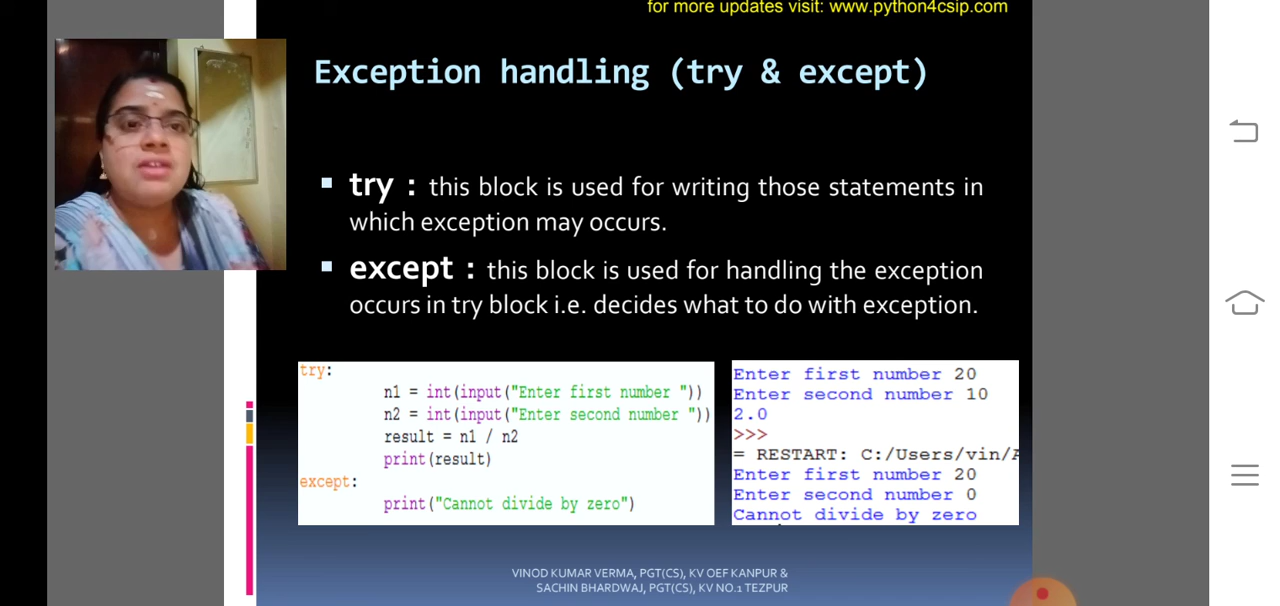 for more updates visit: www.python4csip.com
Exception handling (try & except)
try : this block is used for writing those statements in
which exception may occurs.
except : this block is used for handling the exception
occurs in try block i.e. decides what to do with exception.
try:
n1 = int(input("Enter first number "))
n2 = int(input("Enter second number "))
result = n1 / n2
print(result)
except:
print("Cannot divide by zero")
Enter first number 20
Enter second number 10
2.0
>>>
= RESTART: C:/Users/vin/A
Enter first number 20
Enter second number 0
Cannot divide by zero
VINOD KUMAR VERMA, PGT(CS), KV OEF KANPUR &
SACHIN BHARDWAJ, PGT(CS), KV NO.1 TEZPUR